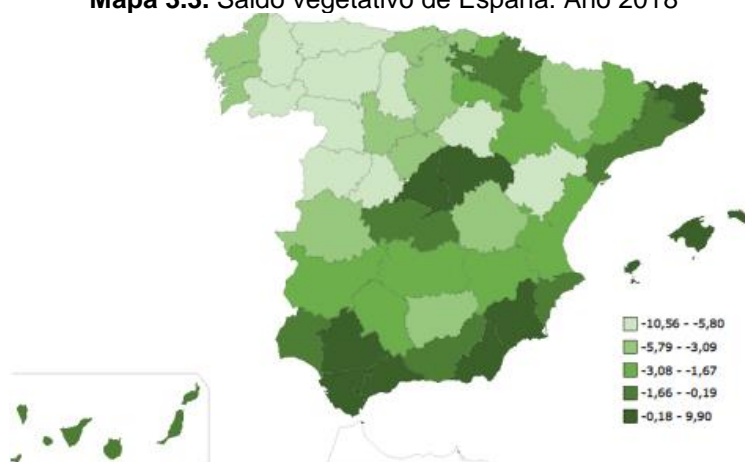 Mapa 3.3. Saldo vegetativo de España. Año 2018
-10,56 - -5,80
-5,79 - -3,09
-3,08 - -1,67
-1,66 - -0,19
-0,18 - 9,90